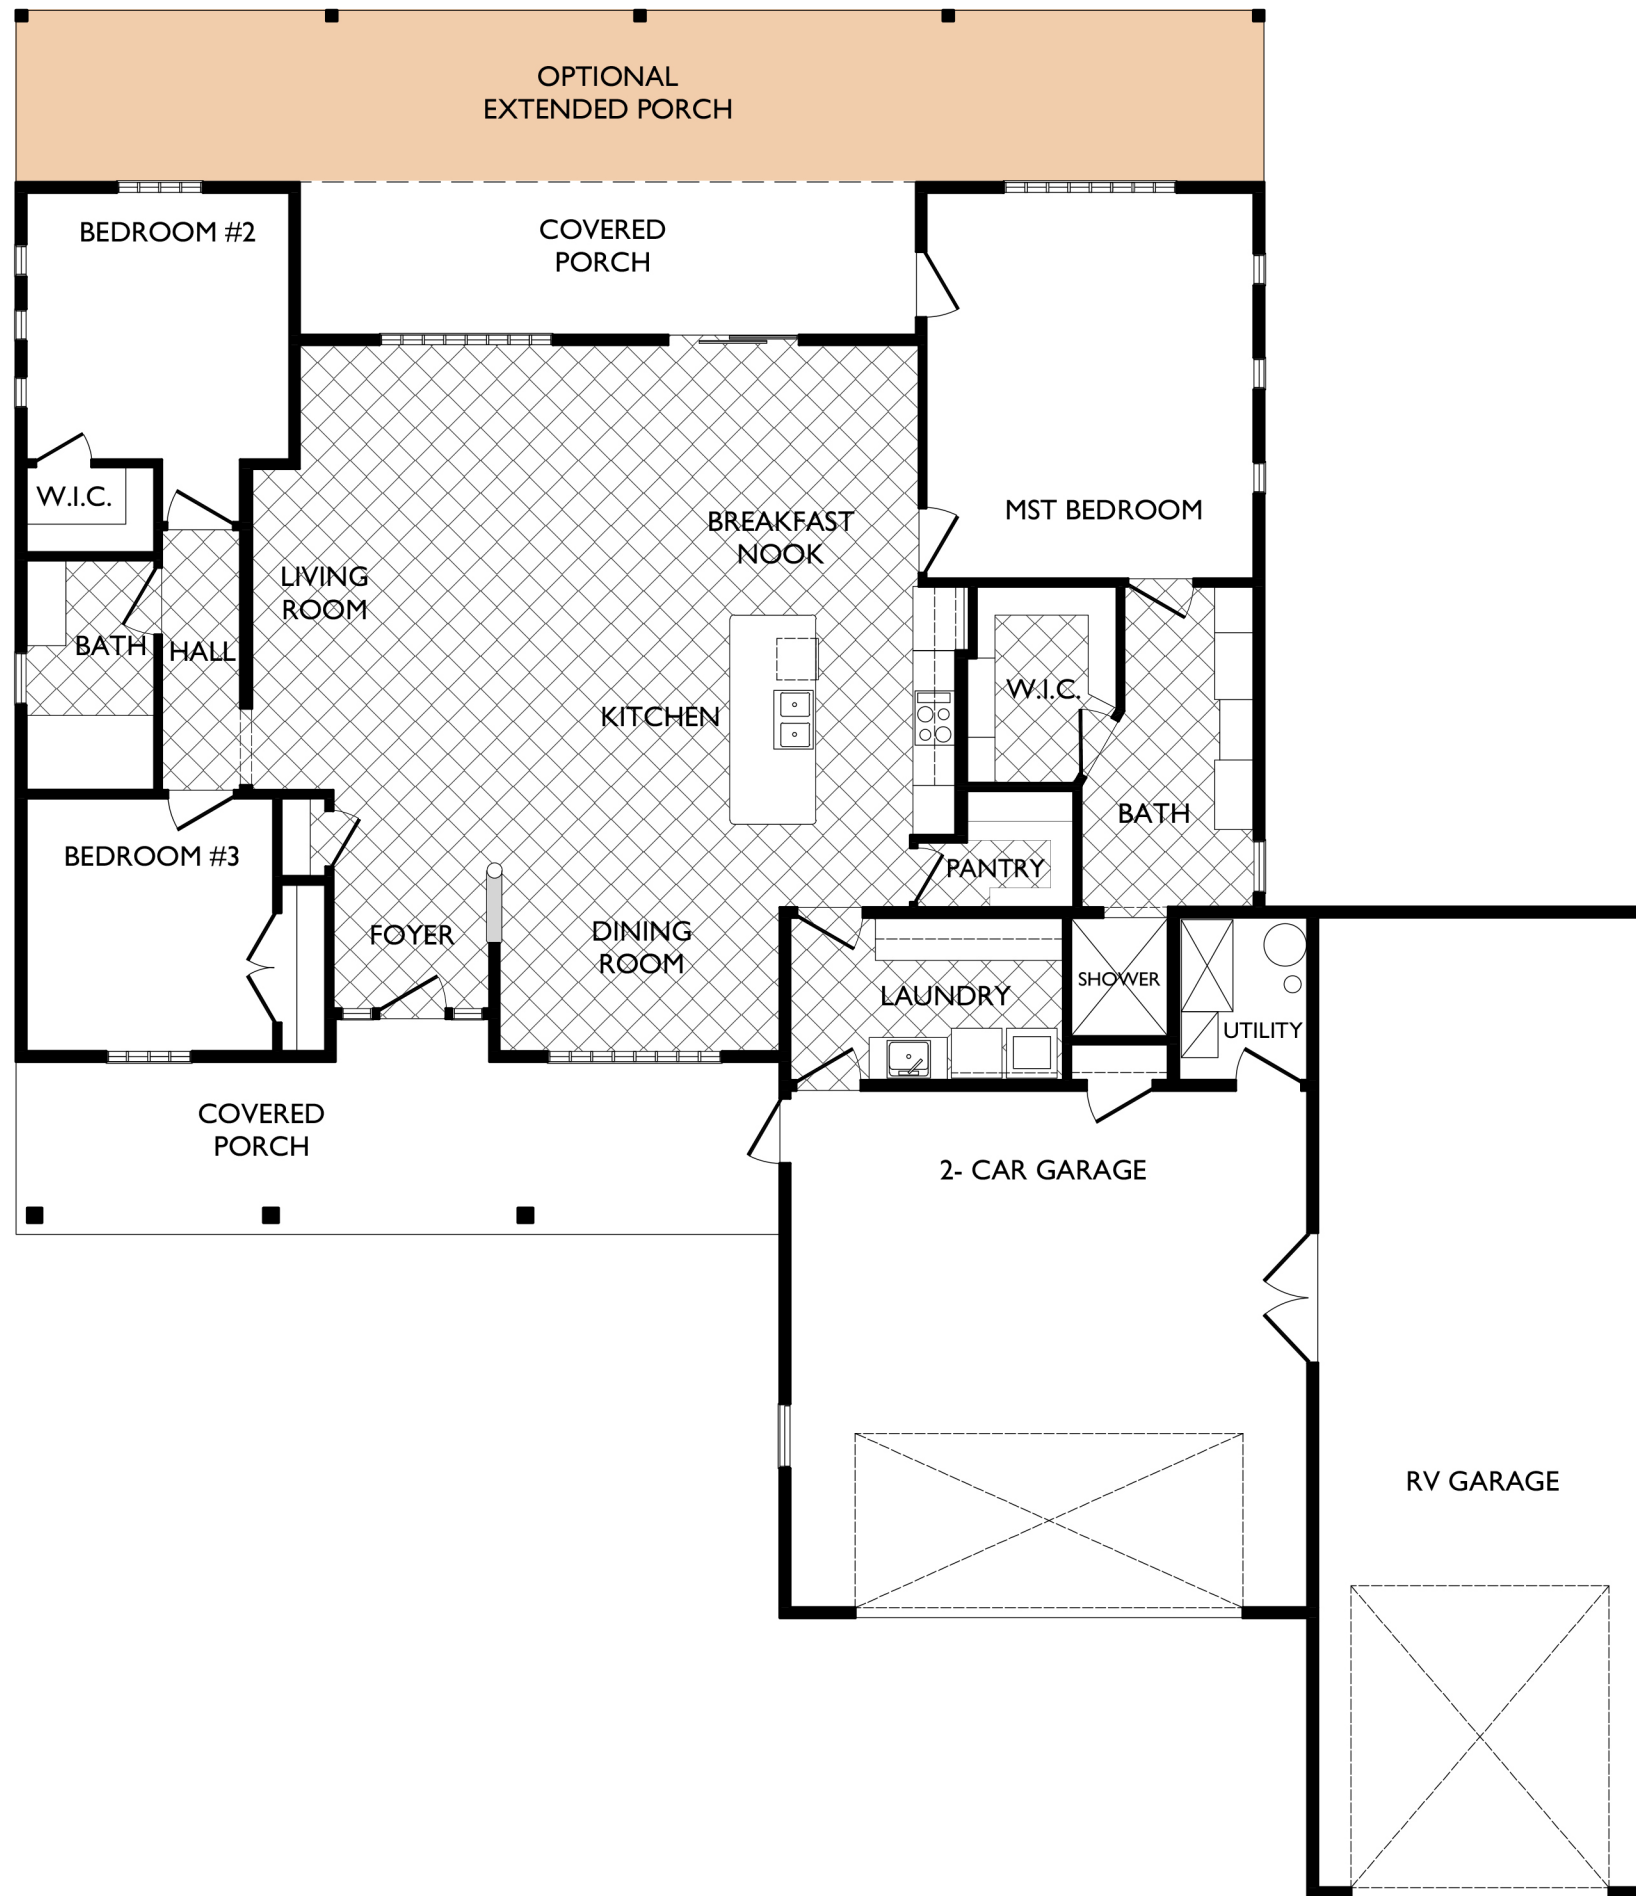 OPTIONAL
EXTENDED PORCH
BEDROOM #2
COVERED
PORCH
W.I.C.
MST BEDROOM
BREAKFAST
NOOK
LIVING
ROOM
BATH
HALL
KITCHEN
W.I.C.
BATH
BEDROOM #3
PANTRY
FOYER
DINING
ROOM
LAUNDRY
SHOWER
UTILITY
COVERED
PORCH
2- CAR GARAGE
RV GARAGE